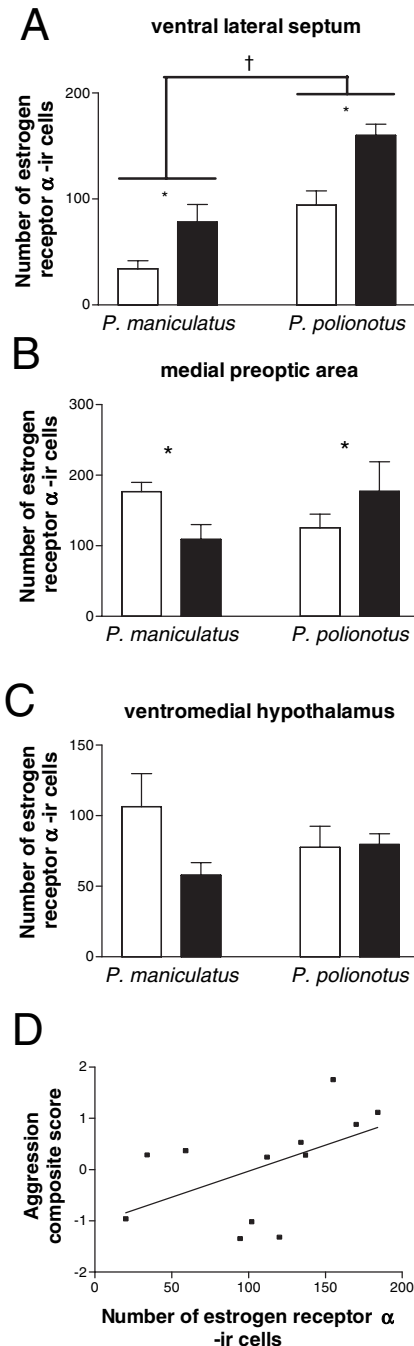 A
ventral lateral septum
†
200
*
*
100
0
Number of estrogen
receptor α -ir cells
P. maniculatus
P. polionotus
B
medial preoptic area
300
200
100
0
*
*
Number of estrogen
receptor α -ir cells
P. maniculatus
P. polionotus
C
ventromedial hypothalamus
150
100
50
0
Number of estrogen
receptor α -ir cells
P. maniculatus
P. polionotus
D
2
1
0
-1
-2
Aggression
composite score
0
50
100
150
200
Number of estrogen receptor α
-ir cells